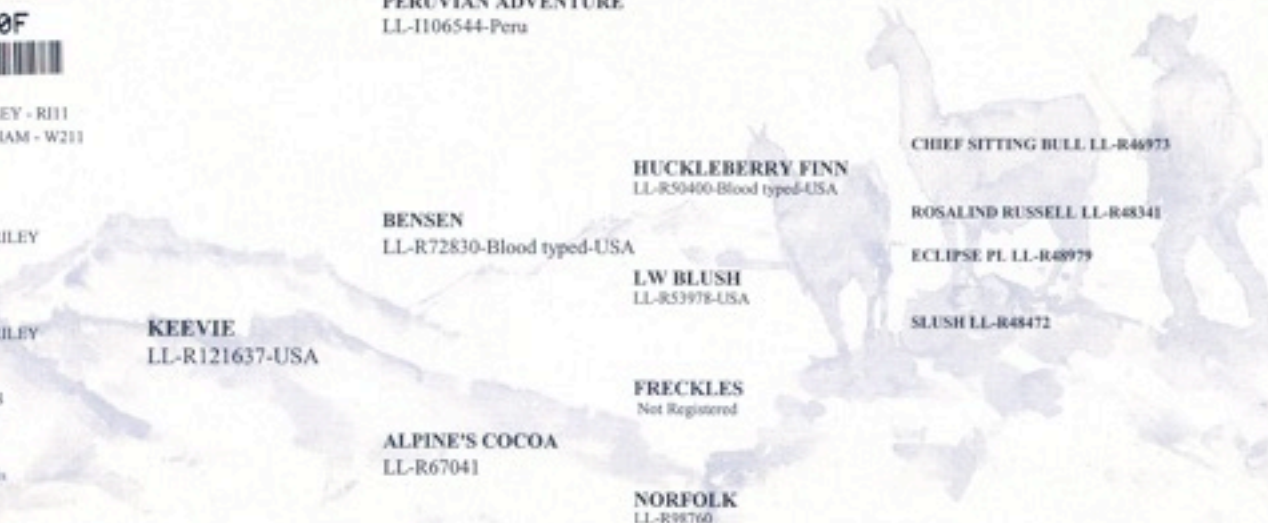 0F
PERUVIAN ADVENTURE
LL-I106544-Peru
EY - RI11
AM - W211
CHIEF SITTING BULL LL-R46973
HUCKLEBERRY FINN
LL-R50400-Blood typed-USA
ROSALIND RUSSELL LL-R48341
BENSEN
LL-R72830-Blood typed-USA
ILEY
ECLIPSE PL LL-R48979
LW BLUSH
LL-R53978-USA
SLUSH LL-R48472
KEEVIE
LL-R121637-USA
ILEY
FRECKLES
Not Registered
ALPINE'S COCOA
LL-R67041
NORFOLK
LL-R98760